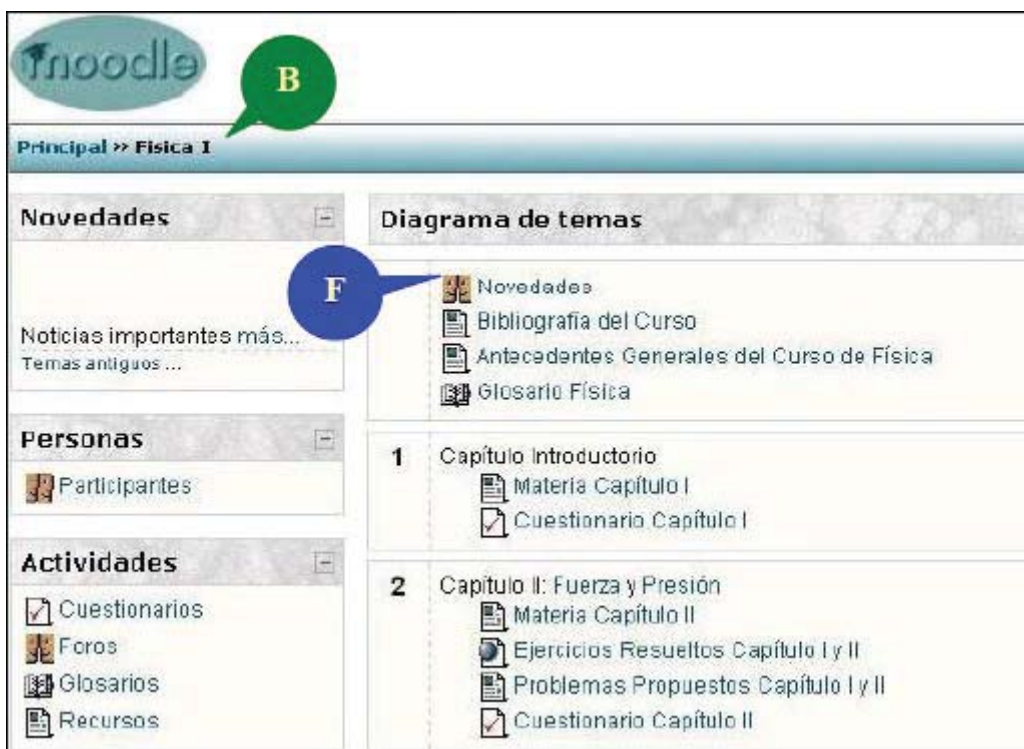 moodle
B
Principal » Fisica I
Novedades
Noticias importantes más...
Temas antiguos ...
Personas
Participantes
Actividades
Cuestionarios
Foros
Glosarios
Recursos
Diagrama de temas
F
Novedades
Bibliografía del Curso
Antecedentes Generales del Curso de Física
Glosario Física
1 Capítulo Introductorio
Materia Capítulo I
Cuestionario Capítulo I
2 Capítulo II: Fuerza y Presión
Materia Capítulo II
Ejercicios Resueltos Capítulo I y II
Problemas Propuestos Capítulo I y II
Cuestionario Capítulo II